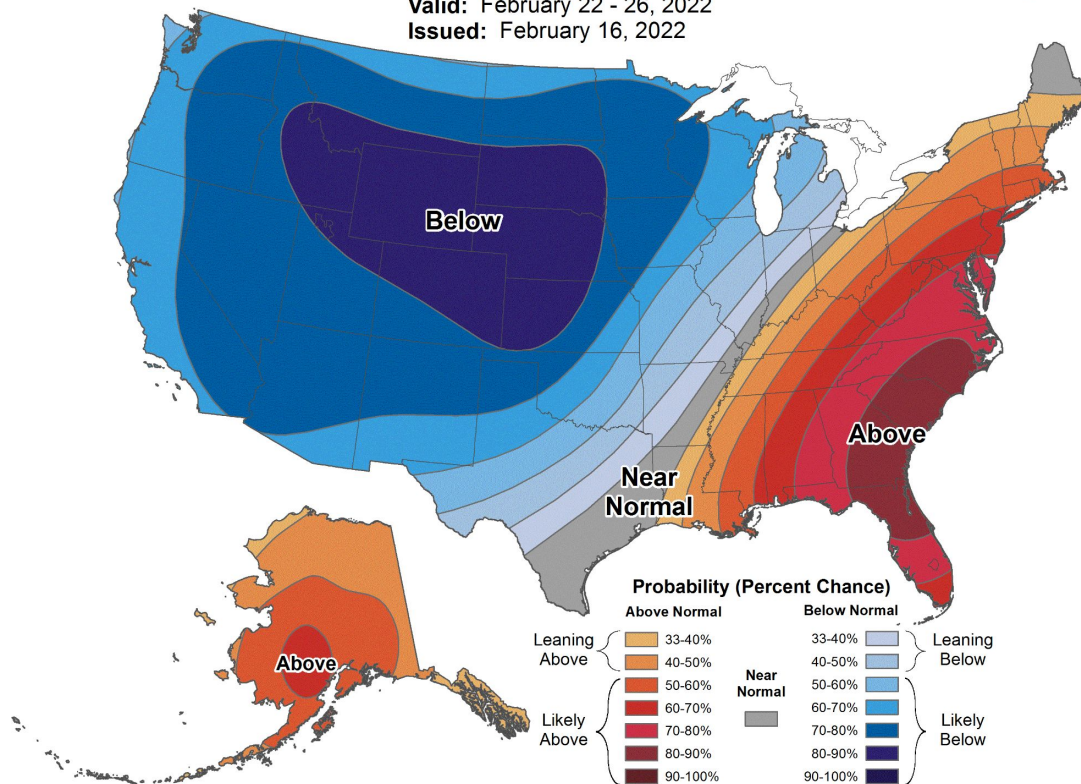 Valid: February 22 - 26, 2022
Issued: February 16, 2022
Below
Above
Near
Normal
Above
Probability (Percent Chance)
Above Normal
Below Normal
Leaning
Above
33-40%
40-50%
Likely
Above
50-60%
60-70%
70-80%
80-90%
90-100%
Near
Normal
33-40%
40-50%
Leaning
Below
50-60%
60-70%
70-80%
80-90%
90-100%
Likely
Below